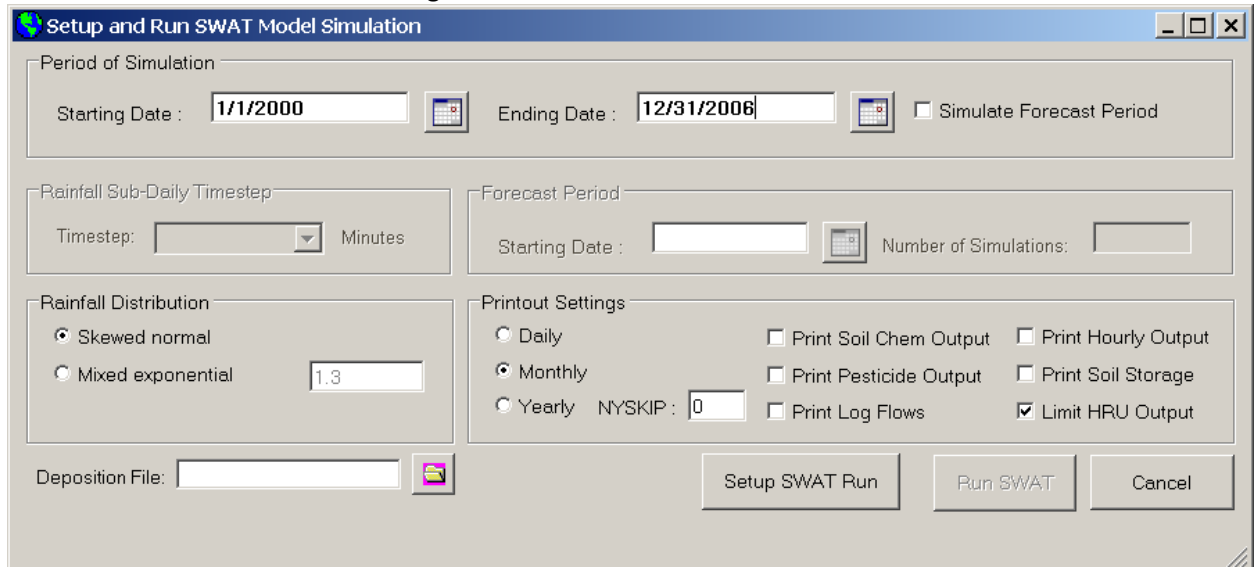 Setup and Run SWAT Model Simulation
Period of Simulation
Starting Date : 1/1/2000 Ending Date : 12/31/2006 Simulate Forecast Period
Rainfall Sub-Daily Timestep Forecast Period
Timestep: Minutes Starting Date : Number of Simulations:
Rainfall Distribution Printout Settings
Skewed normal Daily Print Soil Chem Output Print Hourly Output
Mixed exponential 1.3 Monthly Print Pesticide Output Print Soil Storage
Yearly NYSKIP : 0 Print Log Flows Limit HRU Output
Deposition File: Setup SWAT Run Run SWAT Cancel